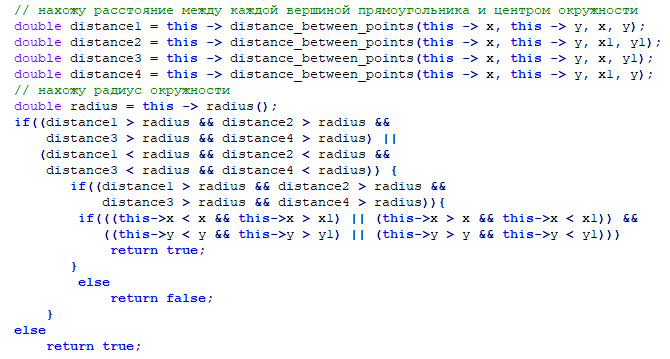 // нахожу расстояние между каждой вершиной прямоугольника и центром окружности
double distance1 = this -> distance_between_points(this -> x, this -> y, x, y);
double distance2 = this -> distance_between_points(this -> x, this -> y, x1, y1);
double distance3 = this -> distance_between_points(this -> x, this -> y, x, y1);
double distance4 = this -> distance_between_points(this -> x, this -> y, x1, y);
// нахожу радиус окружности
double radius = this -> radius();
if((distance1 > radius && distance2 > radius &&
distance3 > radius && distance4 > radius) ||
(distance1 < radius && distance2 < radius &&
distance3 < radius && distance4 < radius)) {
if((distance1 > radius && distance2 > radius &&
distance3 > radius && distance4 > radius)){
if(((this->x < x && this->x > x1) || (this->x > x && this->x < x1)) &&
((this->y < y && this->y > y1) || (this->y > y && this->y < y1)))
return true;
}
else
return false;
}
else
return true;